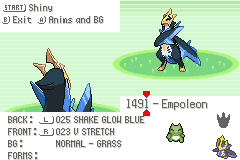 START Shiny
B Exit A Anims and BG
1491 - Empoleon
BACK: L 025 SHAKE GLOW BLUE
FRONT: R 023 V STRETCH
BG: NORMAL - GRASS
FORMS: